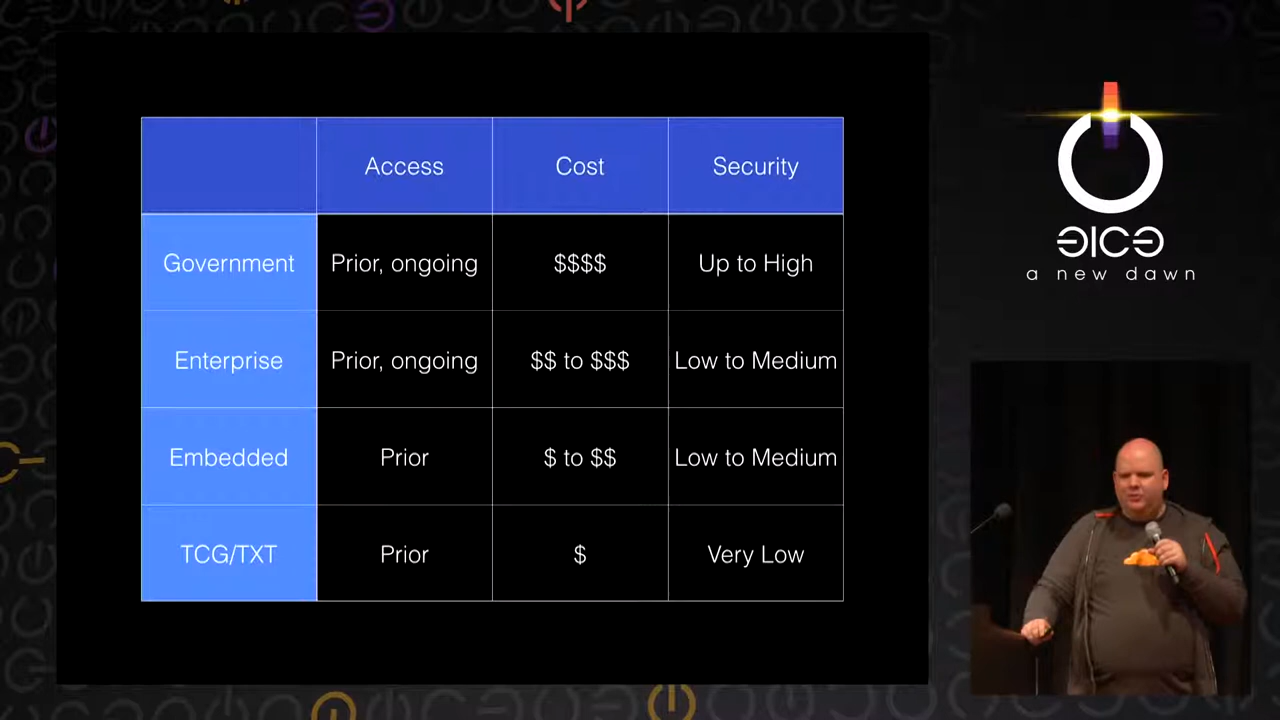 Access Cost Security
Government Prior, ongoing $$$$ Up to High
Enterprise Prior, ongoing $$ to $$$ Low to Medium
Embedded Prior $ to $$ Low to Medium
TCG/TXT Prior $ Very Low
a new dawn